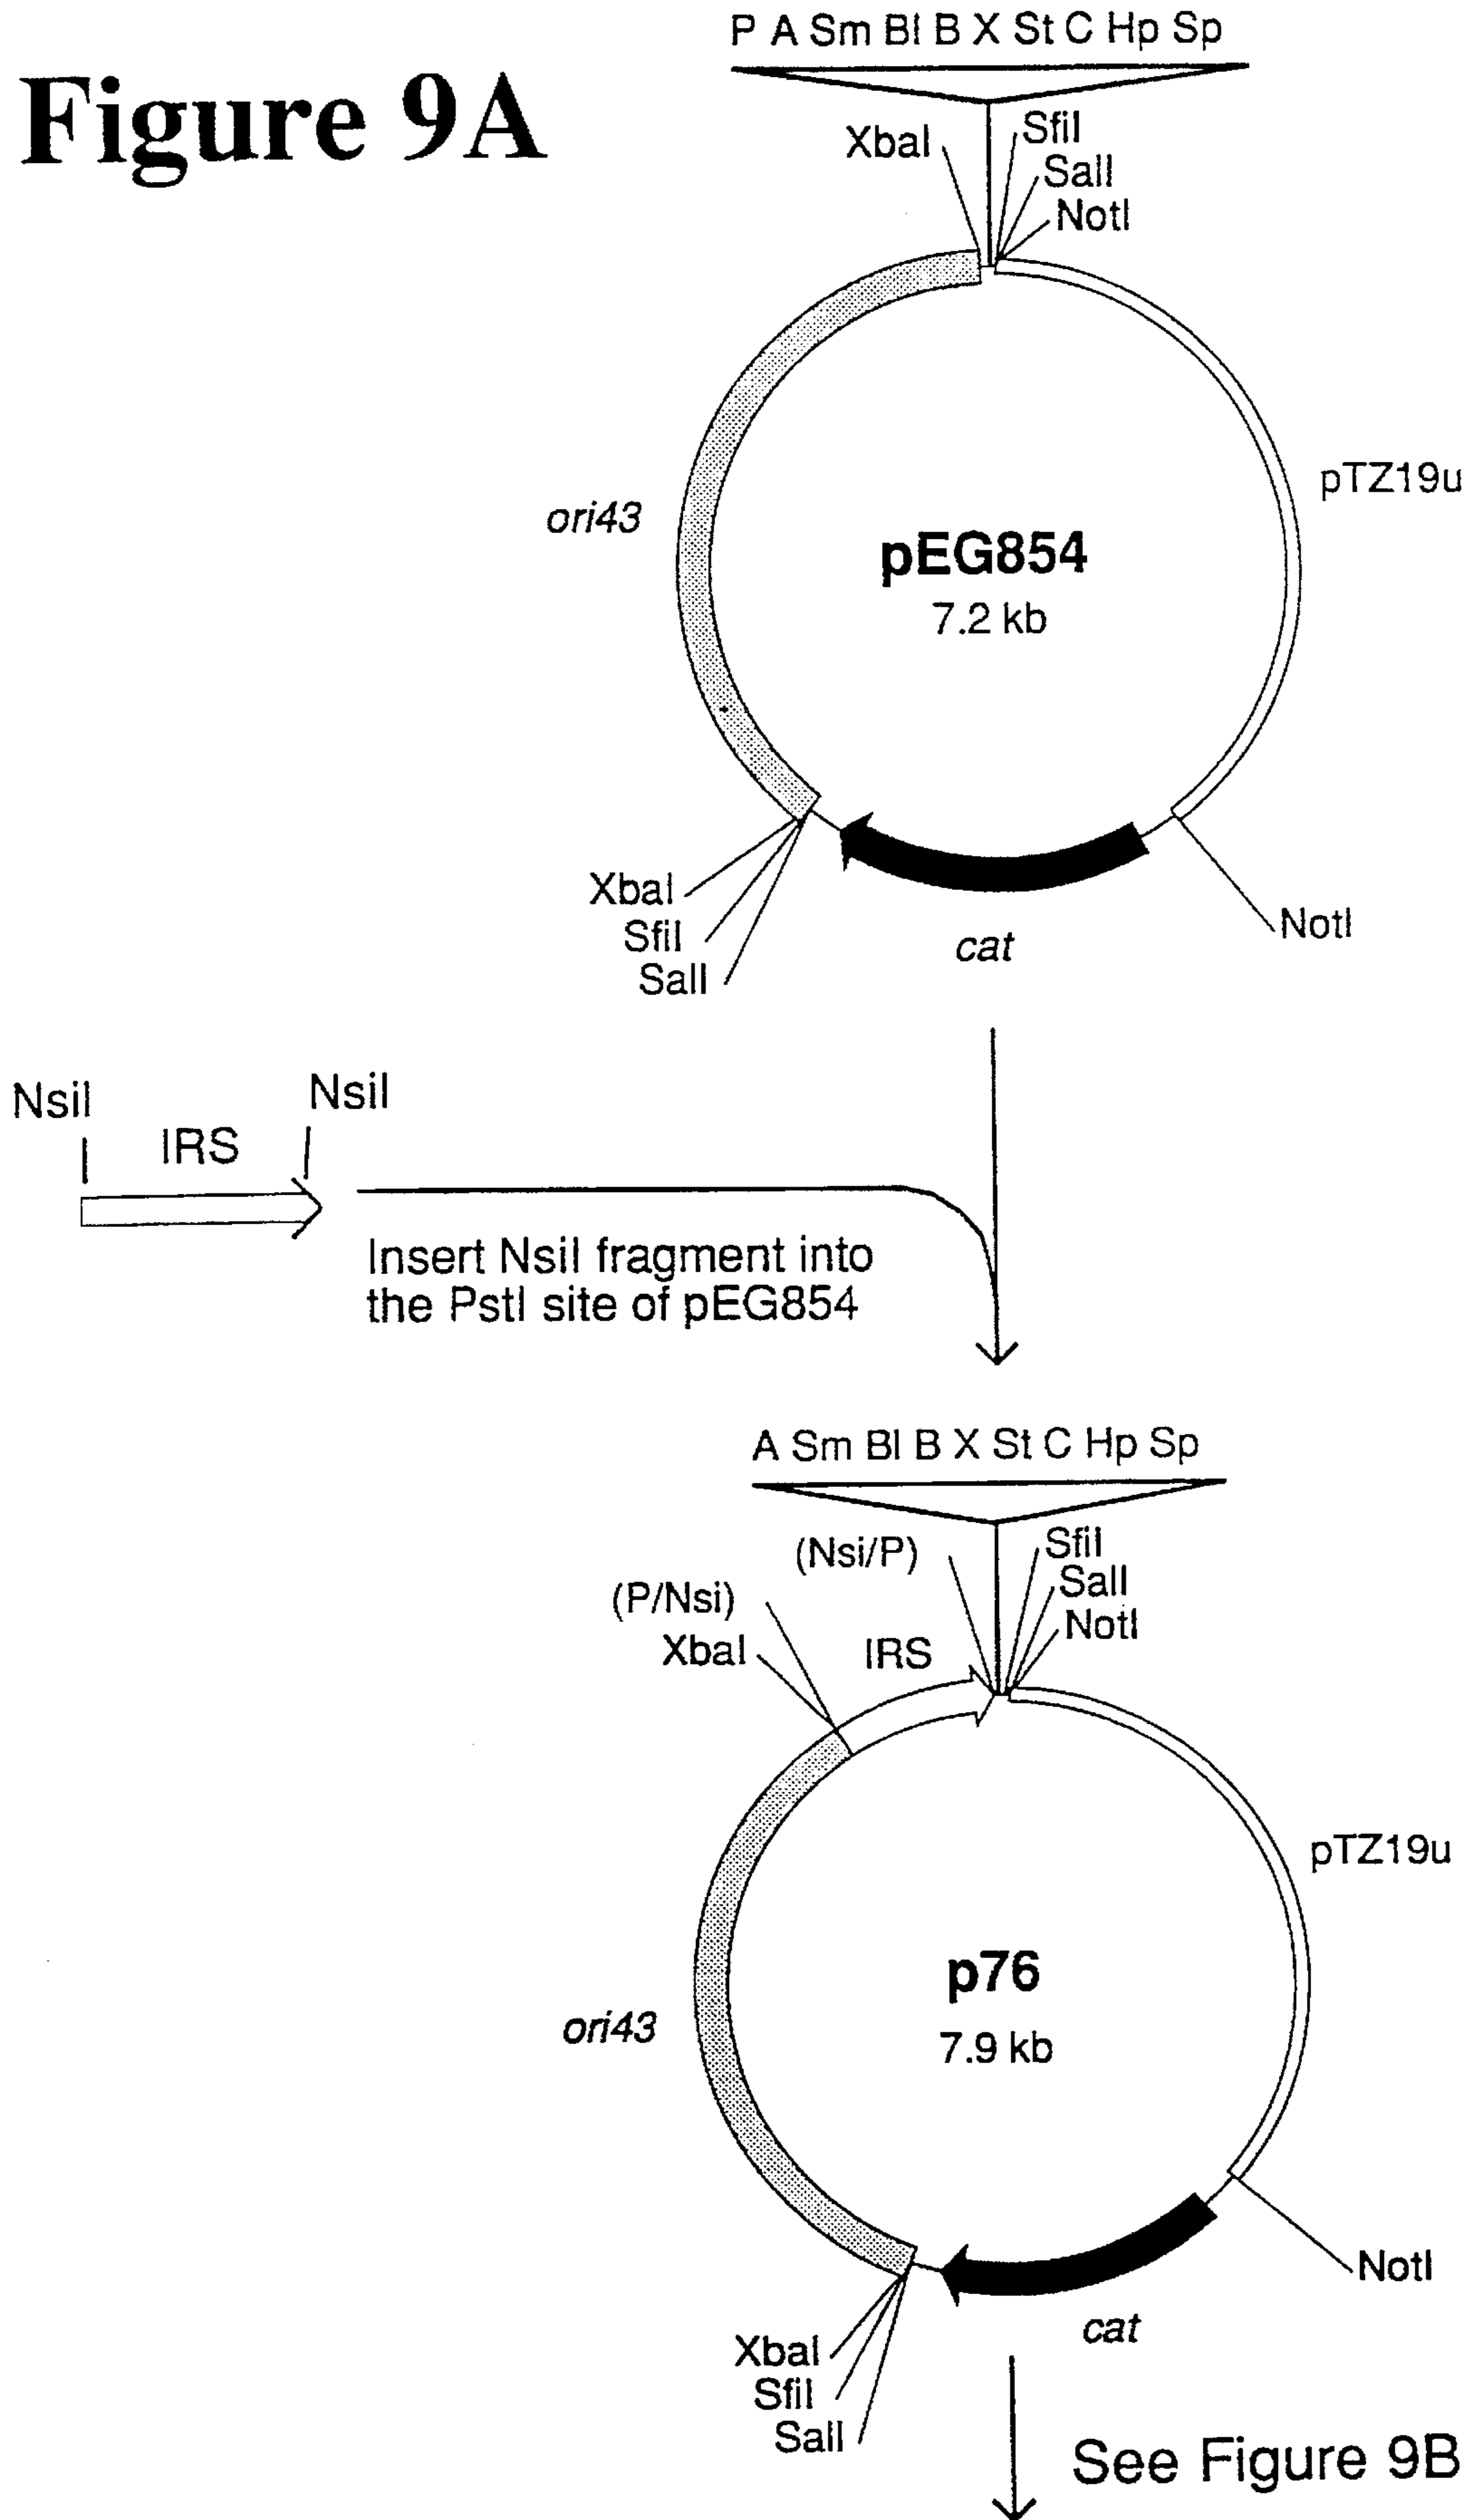 Figure 9A
P A Sm Bl B X St C Hp Sp
XbaI
SfiI
SalI
NotI
pTZ19u
ori43
pEG854
7.2 kb
XbaI
SfiI
SalI
cat
NotI
NsiI
NsiI
IRS
Insert NsiI fragment into
the PstI site of pEG854
A Sm Bl B X St C Hp Sp
(Nsi/P)
SfiI
SalI
NotI
(P/Nsi)
XbaI
IRS
pTZ19u
p76
7.9 kb
ori43
NotI
cat
XbaI
SfiI
SalI
See Figure 9B